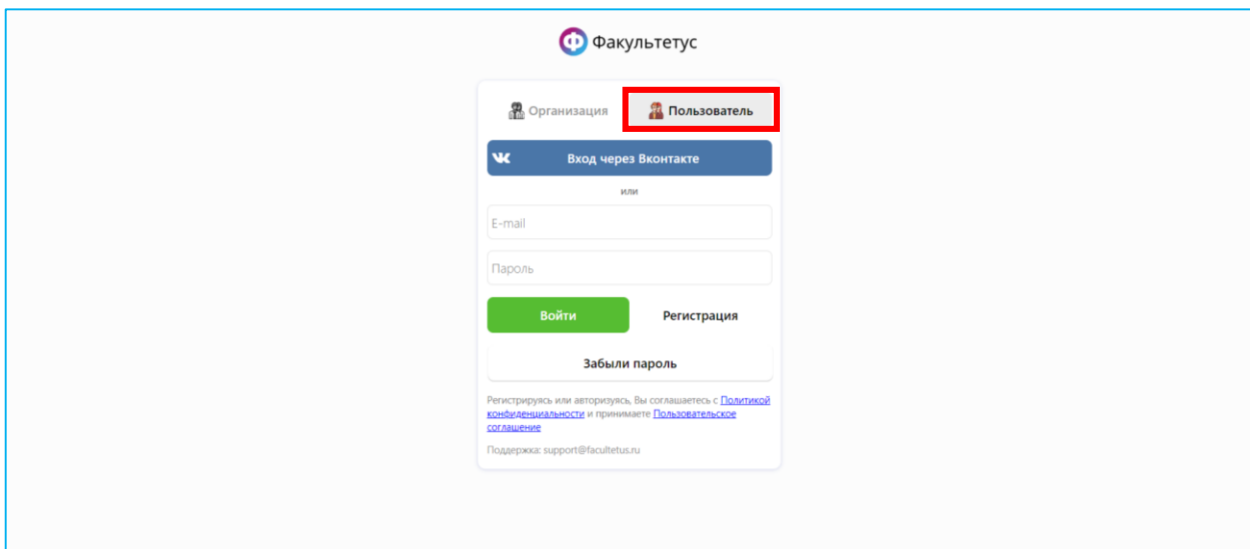 Факультетус
Организация
Пользователь
Вход через Вконтакте
или
E-mail
Пароль
Войти
Регистрация
Забыли пароль
Регистрируясь или авторизуясь, Вы соглашаетесь с Политикой
конфиденциальности и принимаете Пользовательское
соглашение
Поддержка: support@facultetus.ru